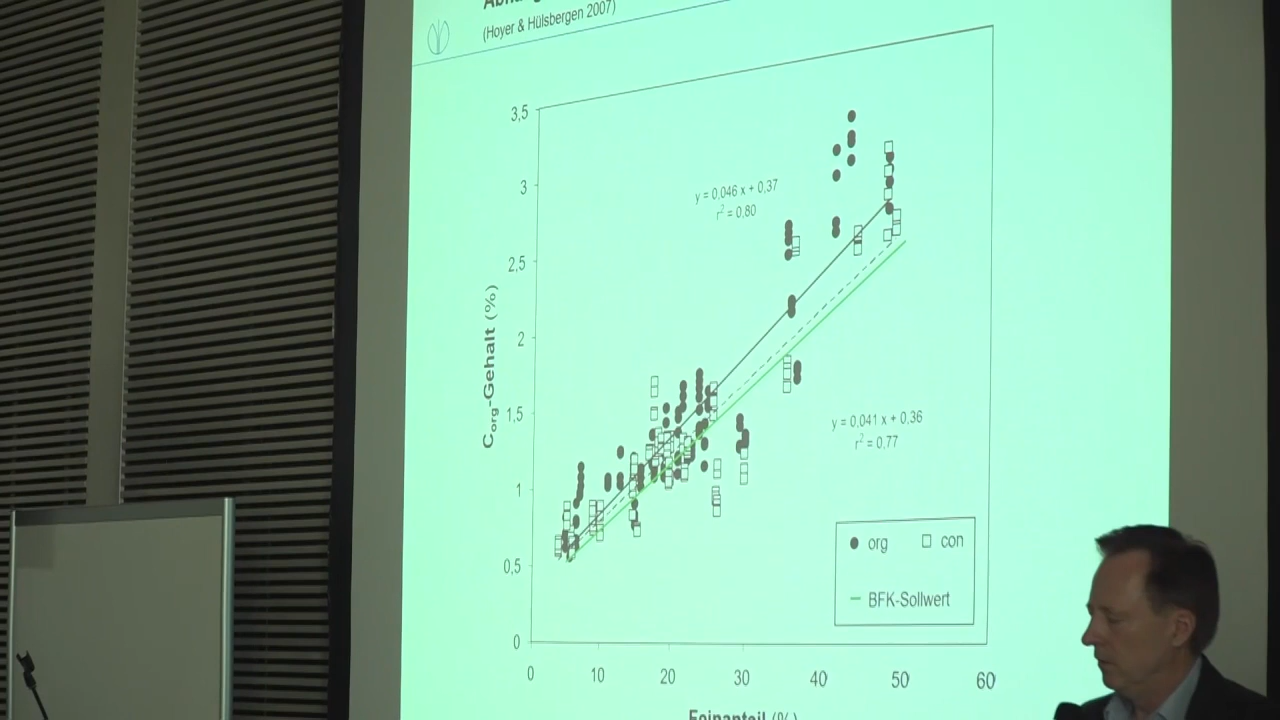 (Hoyer & Hülsbergen 2007)
3,5
3
2,5
2
1,5
1
0,5
0
Corg-Gehalt (%)
y = 0,046 x + 0,37
r² = 0,80
y = 0,041 x + 0,36
r² = 0,77
org con
BFK-Sollwert
0 10 20 30 40 50 60
Feinanteil (%)